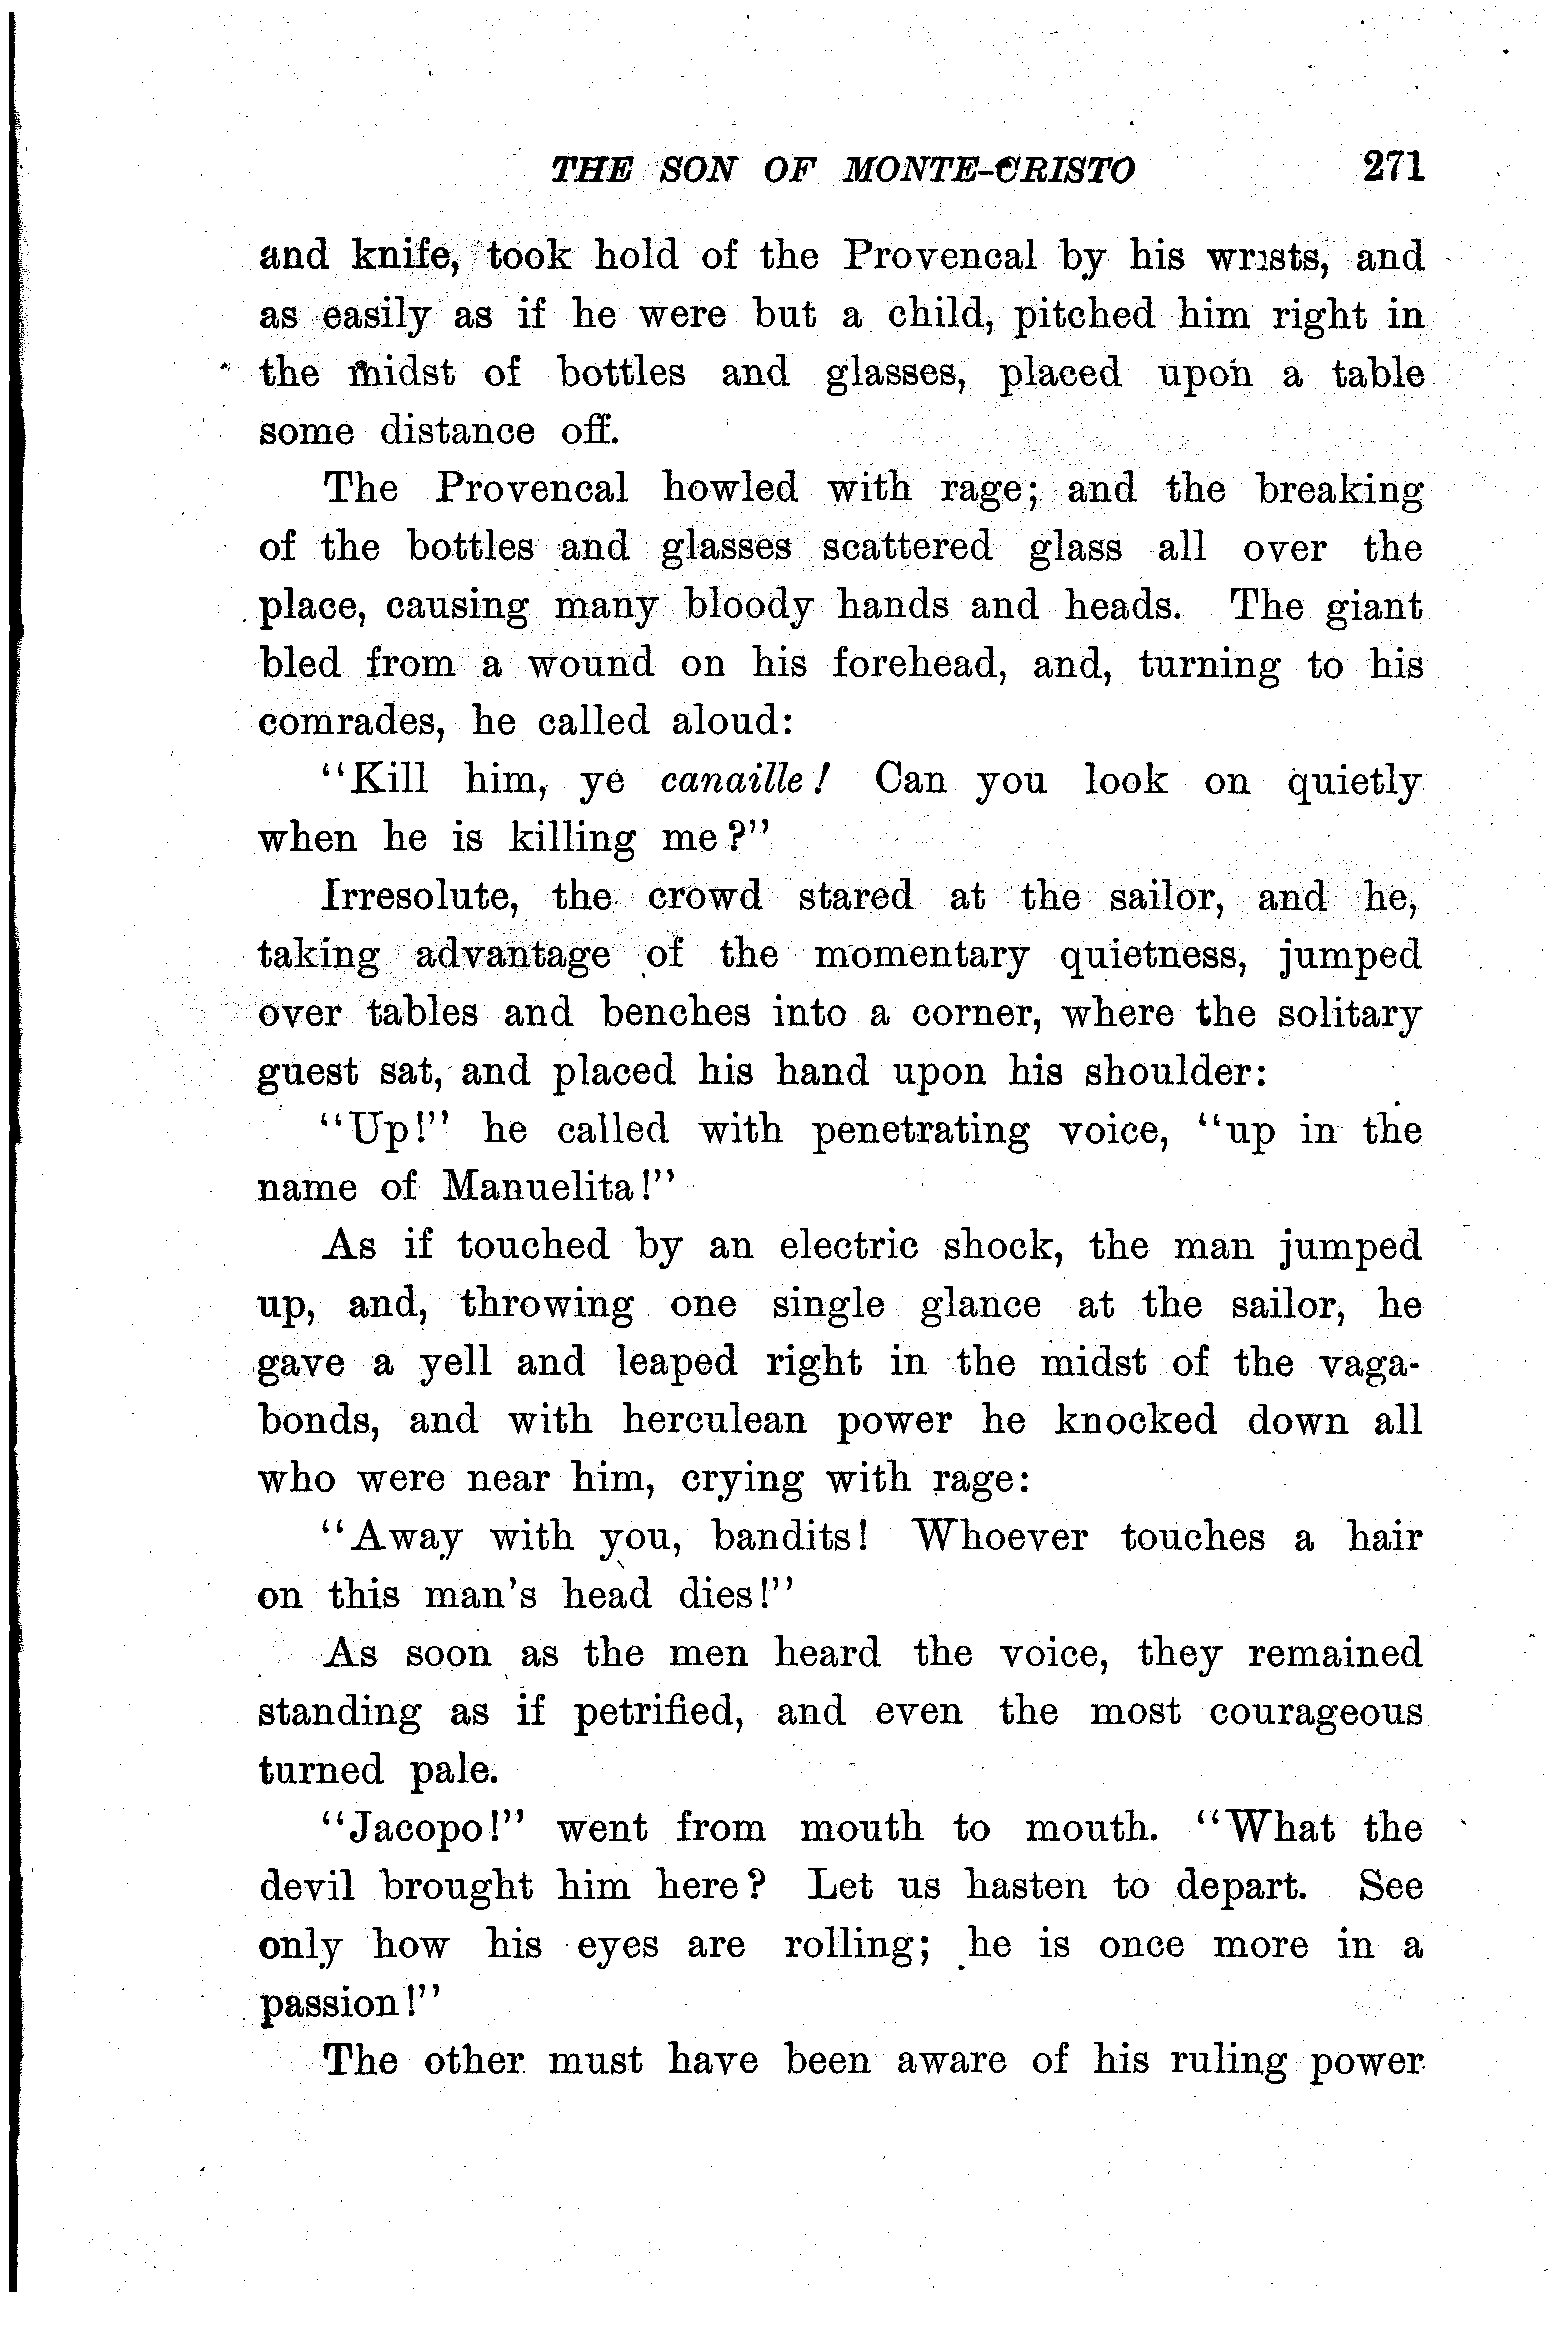 THE SON OF MONTE-CRISTO 271
and knife, took hold of the Provencal by his wrists, and
as easily as if he were but a child, pitched him right in
the midst of bottles and glasses, placed upon a table
some distance off.
The Provencal howled with rage; and the breaking
of the bottles and glasses scattered glass all over the
place, causing many bloody hands and heads. The giant
bled from a wound on his forehead, and, turning to his
comrades, he called aloud:
"Kill him, ye canaille! Can you look on quietly
when he is killing me?"
Irresolute, the crowd stared at the sailor, and he,
taking advantage of the momentary quietness, jumped
over tables and benches into a corner, where the solitary
guest sat, and placed his hand upon his shoulder:
"Up!" he called with penetrating voice, "up in the
name of Manuelita!"
As if touched by an electric shock, the man jumped
up, and, throwing one single glance at the sailor, he
gave a yell and leaped right in the midst of the vaga-
bonds, and with herculean power he knocked down all
who were near him, crying with rage:
"Away with you, bandits! Whoever touches a hair
on this man's head dies!"
As soon as the men heard the voice, they remained
standing as if petrified, and even the most courageous
turned pale.
"Jacopo!" went from mouth to mouth. "What the
devil brought him here? Let us hasten to depart. See
only how his eyes are rolling; he is once more in a
passion!"
The other must have been aware of his ruling power